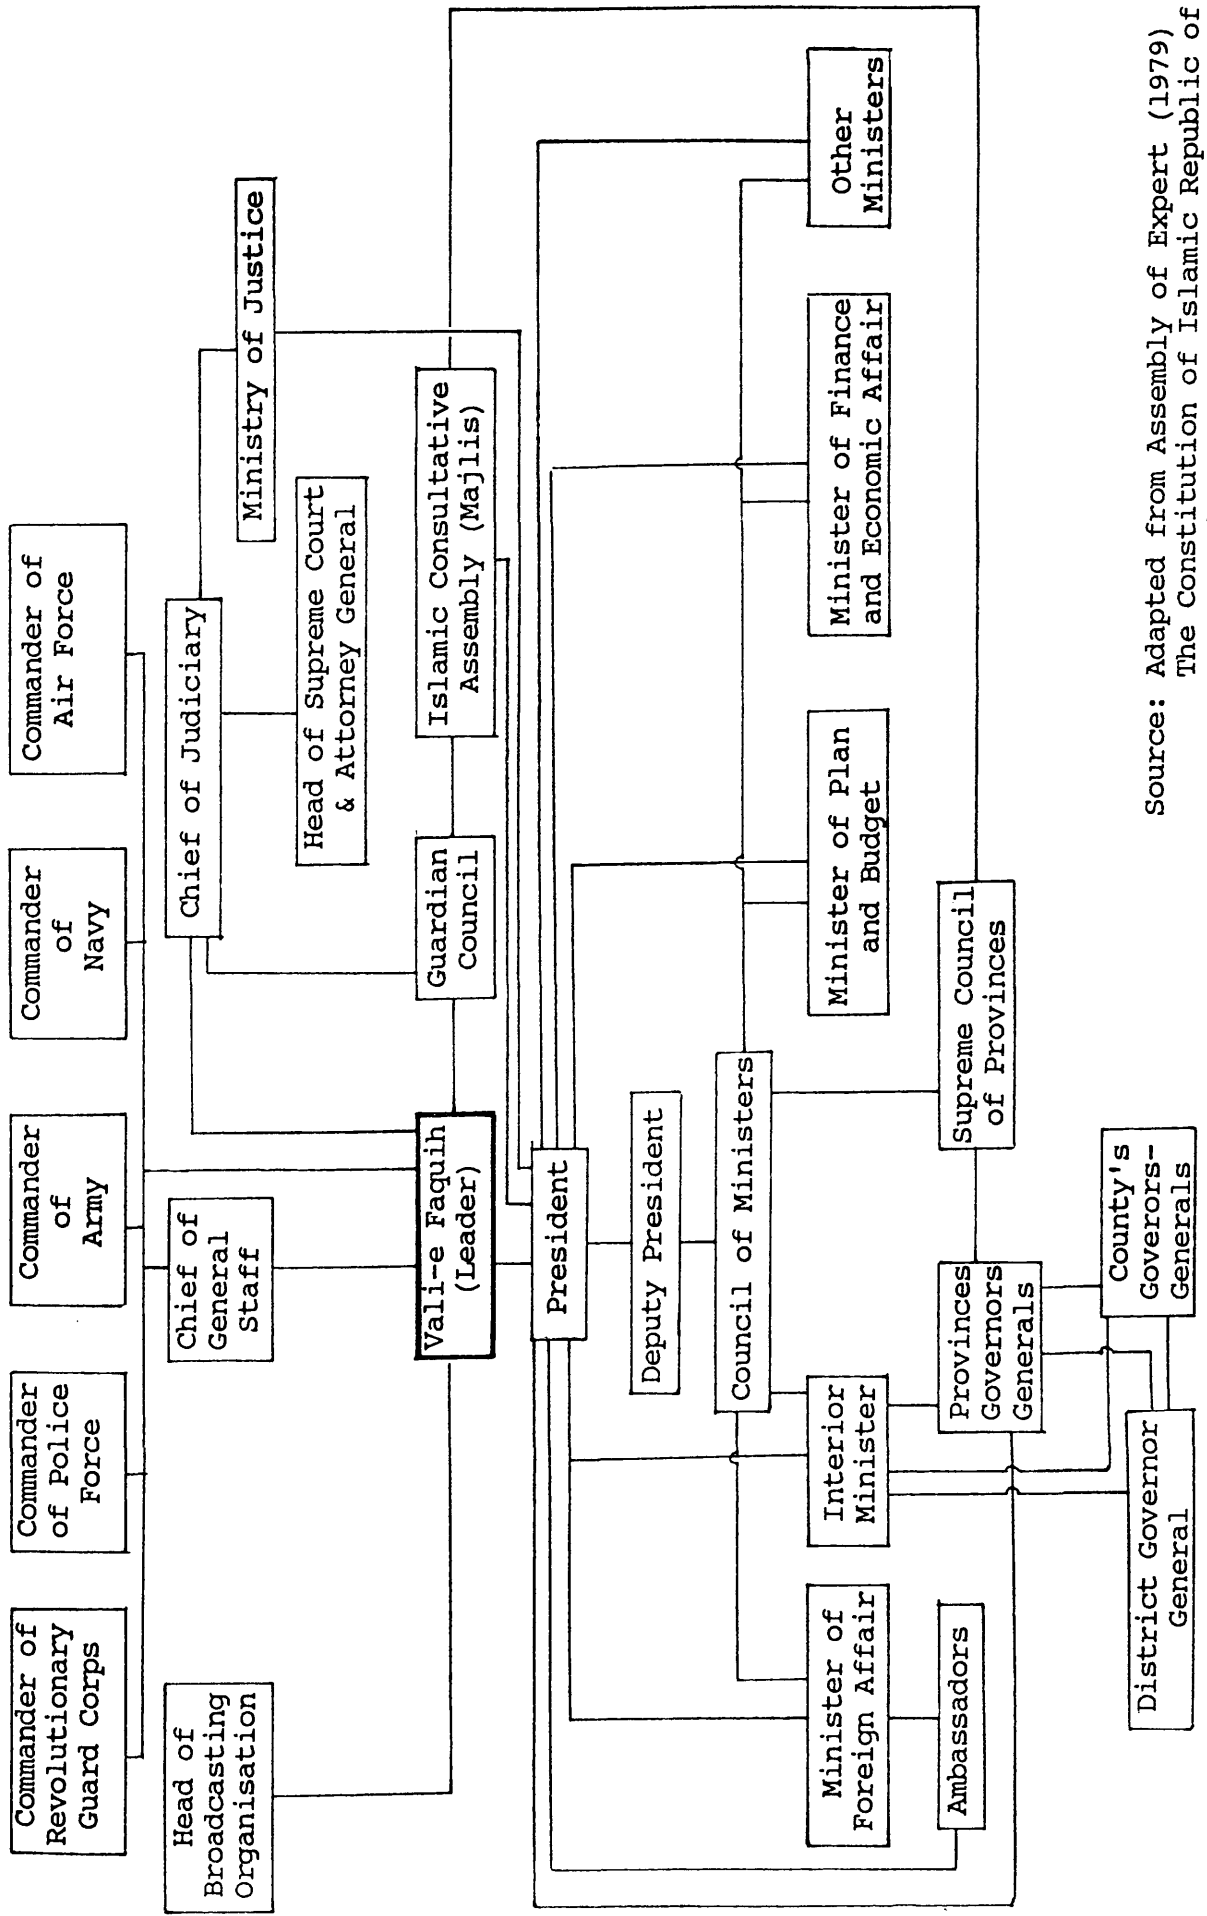 Commander of
Revolutionary
Guard Corps
Commander
of Police
Force
Commander
of
Army
Commander
of
Navy
Commander of
Air Force
Head of
Broadcasting
Organisation
Chief of
General
Staff
Chief of Judiciary
Ministry of Justice
Head of Supreme Court
& Attorney General
Vali-e Faquih
(Leader)
Guardian
Council
Islamic Consultative
Assembly (Majlis)
President
Deputy President
Council of Ministers
Minister of
Foreign Affair
Interior
Minister
Minister of Plan
and Budget
Minister of Finance
and Economic Affair
Other
Ministers
Ambassadors
Provinces
Governors
Generals
Supreme Council
of Provinces
District Governor
General
County's
Goverors-
Generals
Source: Adapted from Assembly of Expert (1979)
The Constitution of Islamic Republic of